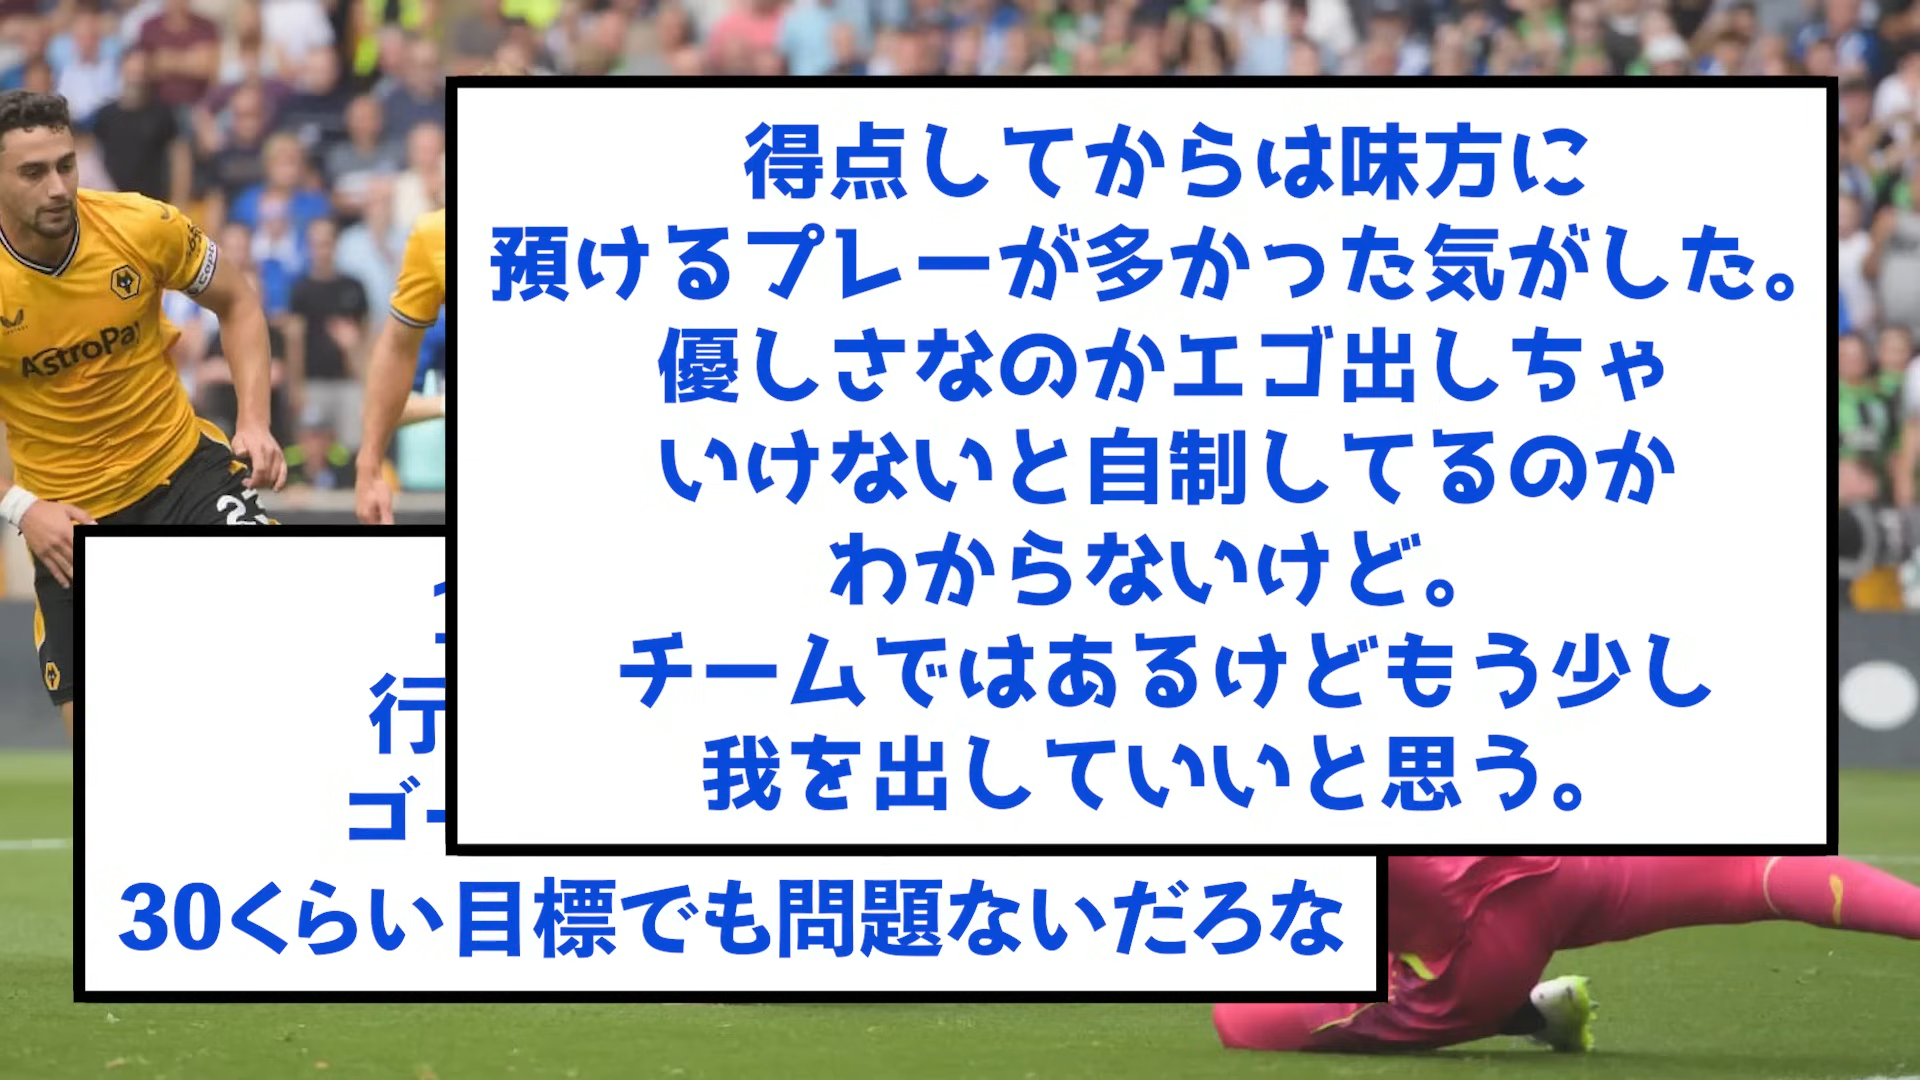 得点してからは味方に
預けるプレーが多かった気がした。
優しさなのかエゴ出しちゃ
いけないと自制してるのか
わからないけど。
チームではあるけどもう少し
我を出していいと思う。
行
ゴー
30くらい目標でも問題ないだろな
AstroPay
23